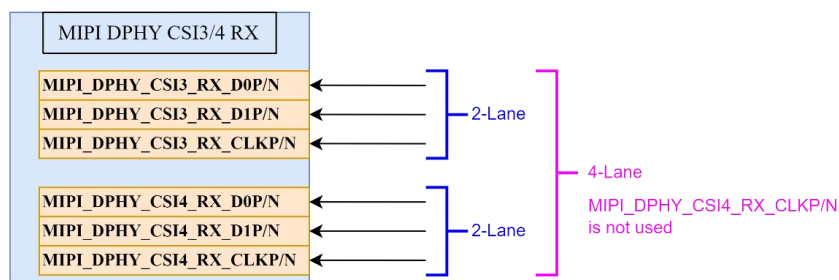 MIPI DPHY CSI3/4 RX
MIPI_DPHY_CSI3_RX_D0P/N
MIPI_DPHY_CSI3_RX_D1P/N
MIPI_DPHY_CSI3_RX_CLKP/N
2-Lane
MIPI_DPHY_CSI4_RX_D0P/N
MIPI_DPHY_CSI4_RX_D1P/N
MIPI_DPHY_CSI4_RX_CLKP/N
2-Lane
4-Lane
MIPI_DPHY_CSI4_RX_CLKP/N
is not used